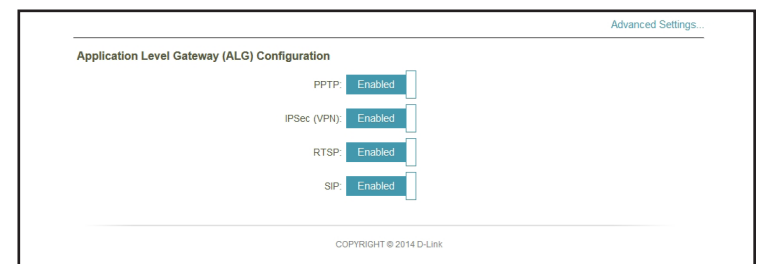 Advanced Settings...
Application Level Gateway (ALG) Configuration
PPTP: Enabled
IPSec (VPN): Enabled
RTSP: Enabled
SIP: Enabled
COPYRIGHT © 2014 D-Link